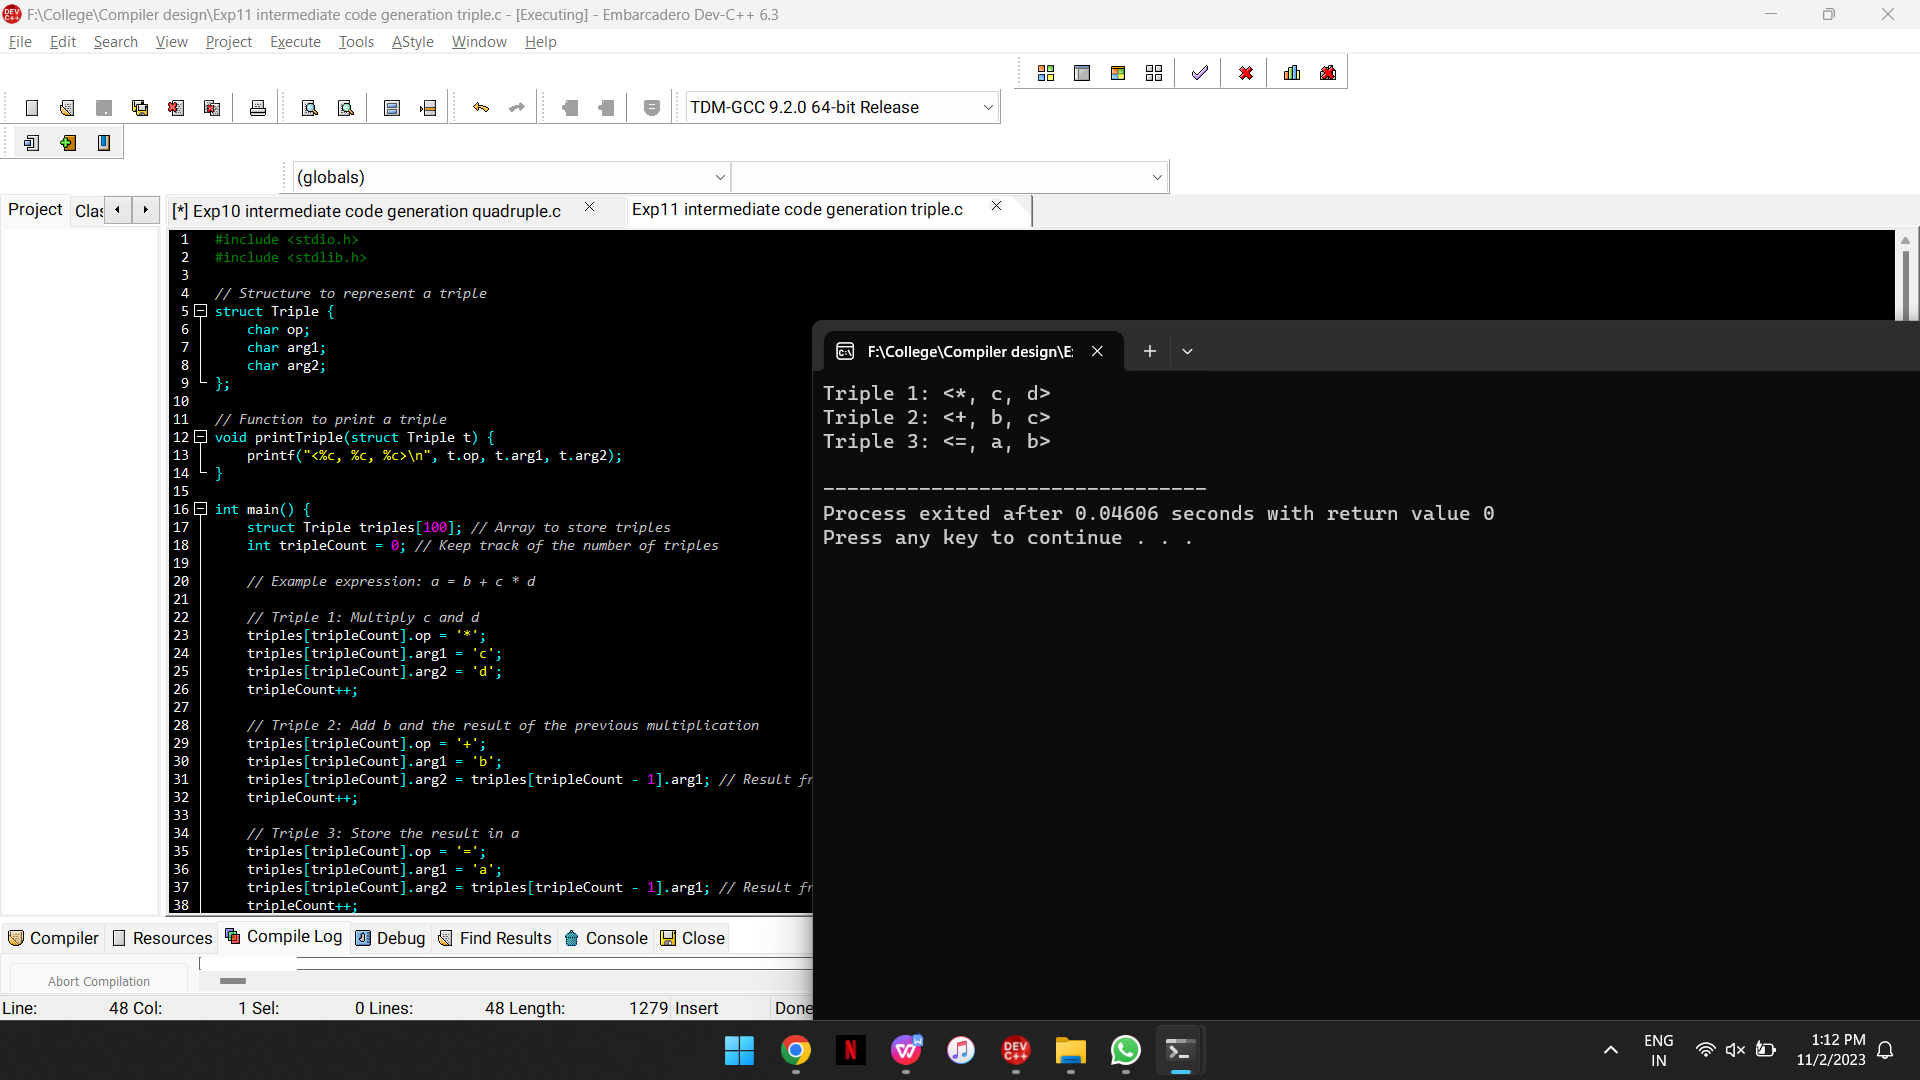 F:\College\Compiler design\Exp11 intermediate code generation triple.c - [Executing] - Embarcadero Dev-C++ 6.3
File Edit Search View Project Execute Tools AStyle Window Help
TDM-GCC 9.2.0 64-bit Release
(globals)
Project Clas [*] Exp10 intermediate code generation quadruple.c Exp11 intermediate code generation triple.c
1 #include <stdio.h>
2 #include <stdlib.h>
3
4 // Structure to represent a triple
5 struct Triple {
6 char op;
7 char arg1;
8 char arg2;
9 };
10
11 // Function to print a triple
12 void printTriple(struct Triple t) {
13 printf("<%c, %c, %c>\n", t.op, t.arg1, t.arg2);
14 }
15
16 int main() {
17 struct Triple triples[100]; // Array to store triples
18 int tripleCount = 0; // Keep track of the number of triples
19
20 // Example expression: a = b + c * d
21
22 // Triple 1: Multiply c and d
23 triples[tripleCount].op = '*';
24 triples[tripleCount].arg1 = 'c';
25 triples[tripleCount].arg2 = 'd';
26 tripleCount++;
27
28 // Triple 2: Add b and the result of the previous multiplication
29 triples[tripleCount].op = '+';
30 triples[tripleCount].arg1 = 'b';
31 triples[tripleCount].arg2 = triples[tripleCount - 1].arg1; // Result fr
32 tripleCount++;
33
34 // Triple 3: Store the result in a
35 triples[tripleCount].op = '=';
36 triples[tripleCount].arg1 = 'a';
37 triples[tripleCount].arg2 = triples[tripleCount - 1].arg1; // Result fr
38 tripleCount++;
F:\College\Compiler design\E:
Triple 1: <*, c, d>
Triple 2: <+, b, c>
Triple 3: <=, a, b>
--------------------------------
Process exited after 0.04606 seconds with return value 0
Press any key to continue . . .
Compiler Resources Compile Log Debug Find Results Console Close
Abort Compilation
Line: 48 Col: 1 Sel: 0 Lines: 48 Length: 1279 Insert Done
DEV C++
ENG IN
1:12 PM
11/2/2023